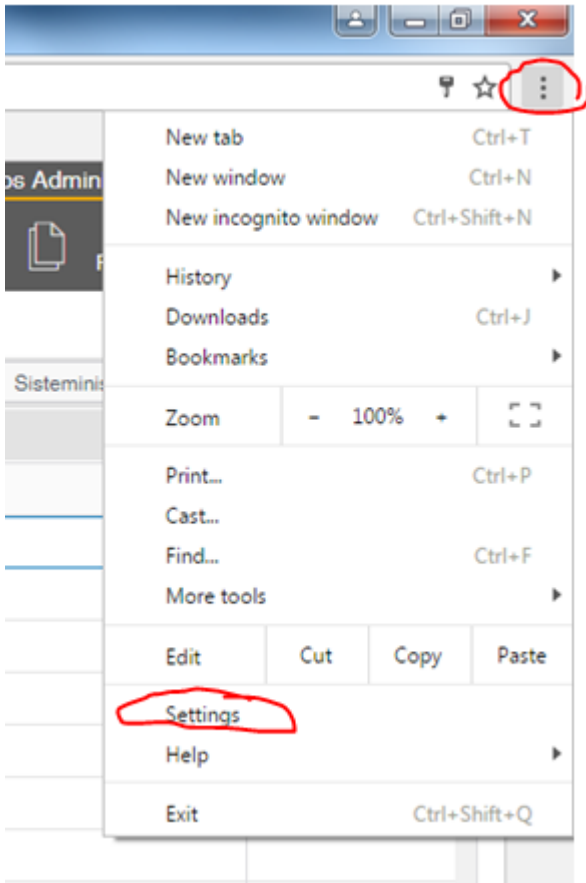 os Admin
Sisteminis
New tab Ctrl+T
New window Ctrl+N
New incognito window Ctrl+Shift+N
History
Downloads Ctrl+J
Bookmarks
Zoom - 100% +
Print... Ctrl+P
Cast...
Find... Ctrl+F
More tools
Edit Cut Copy Paste
Settings
Help
Exit Ctrl+Shift+Q